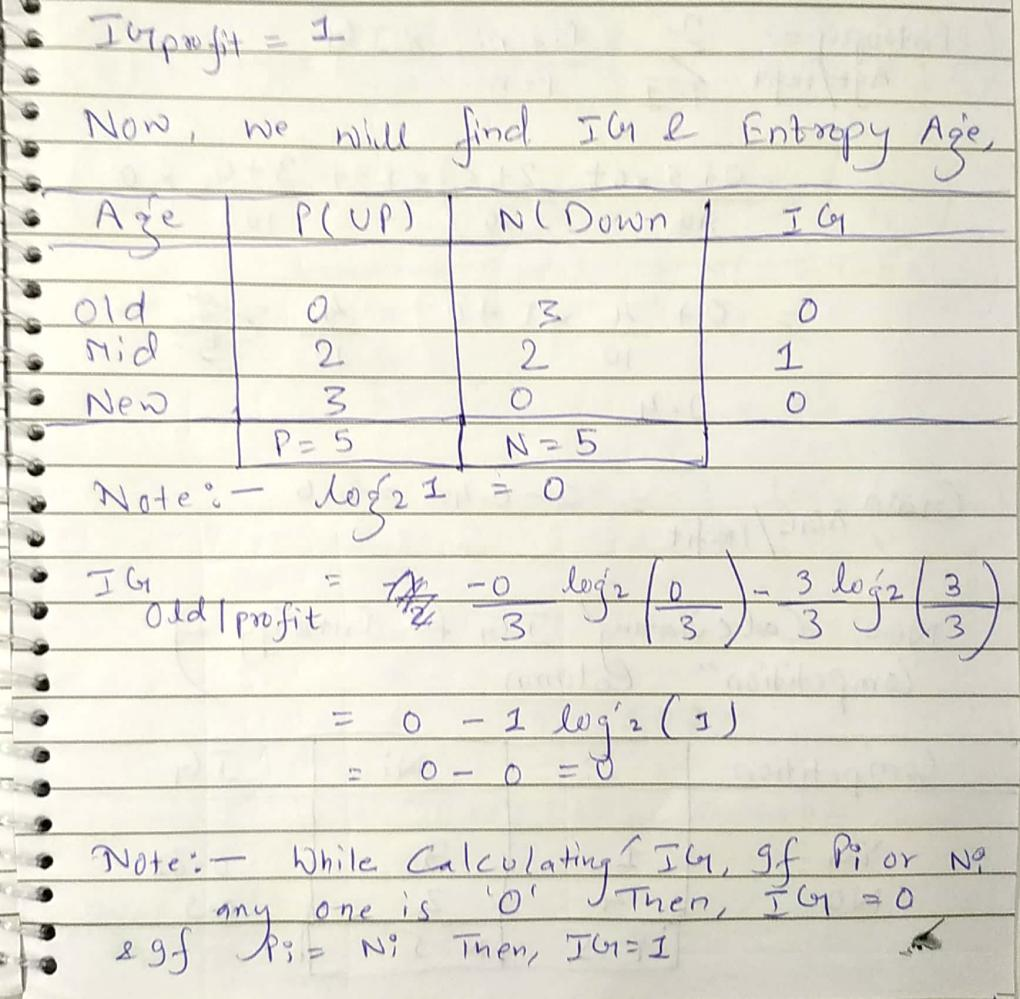 IG profit = 1
Now, we will find IG & Entropy Age,
Age P(UP) N(Down IG
Old 0 3 0
Mid 2 2 1
New 3 0 0
P=5 N=5
Note:- log2 1 = 0
IG Old|profit = -0/3 log2 (0/3) - 3/3 log2 (3/3)
= 0 - 1 log2 (1)
= 0 - 0 = 0
Note:- While Calculating IG, If Pi or Ni
any one is '0' Then, IG = 0
& If Pi = Ni Then, IG=1